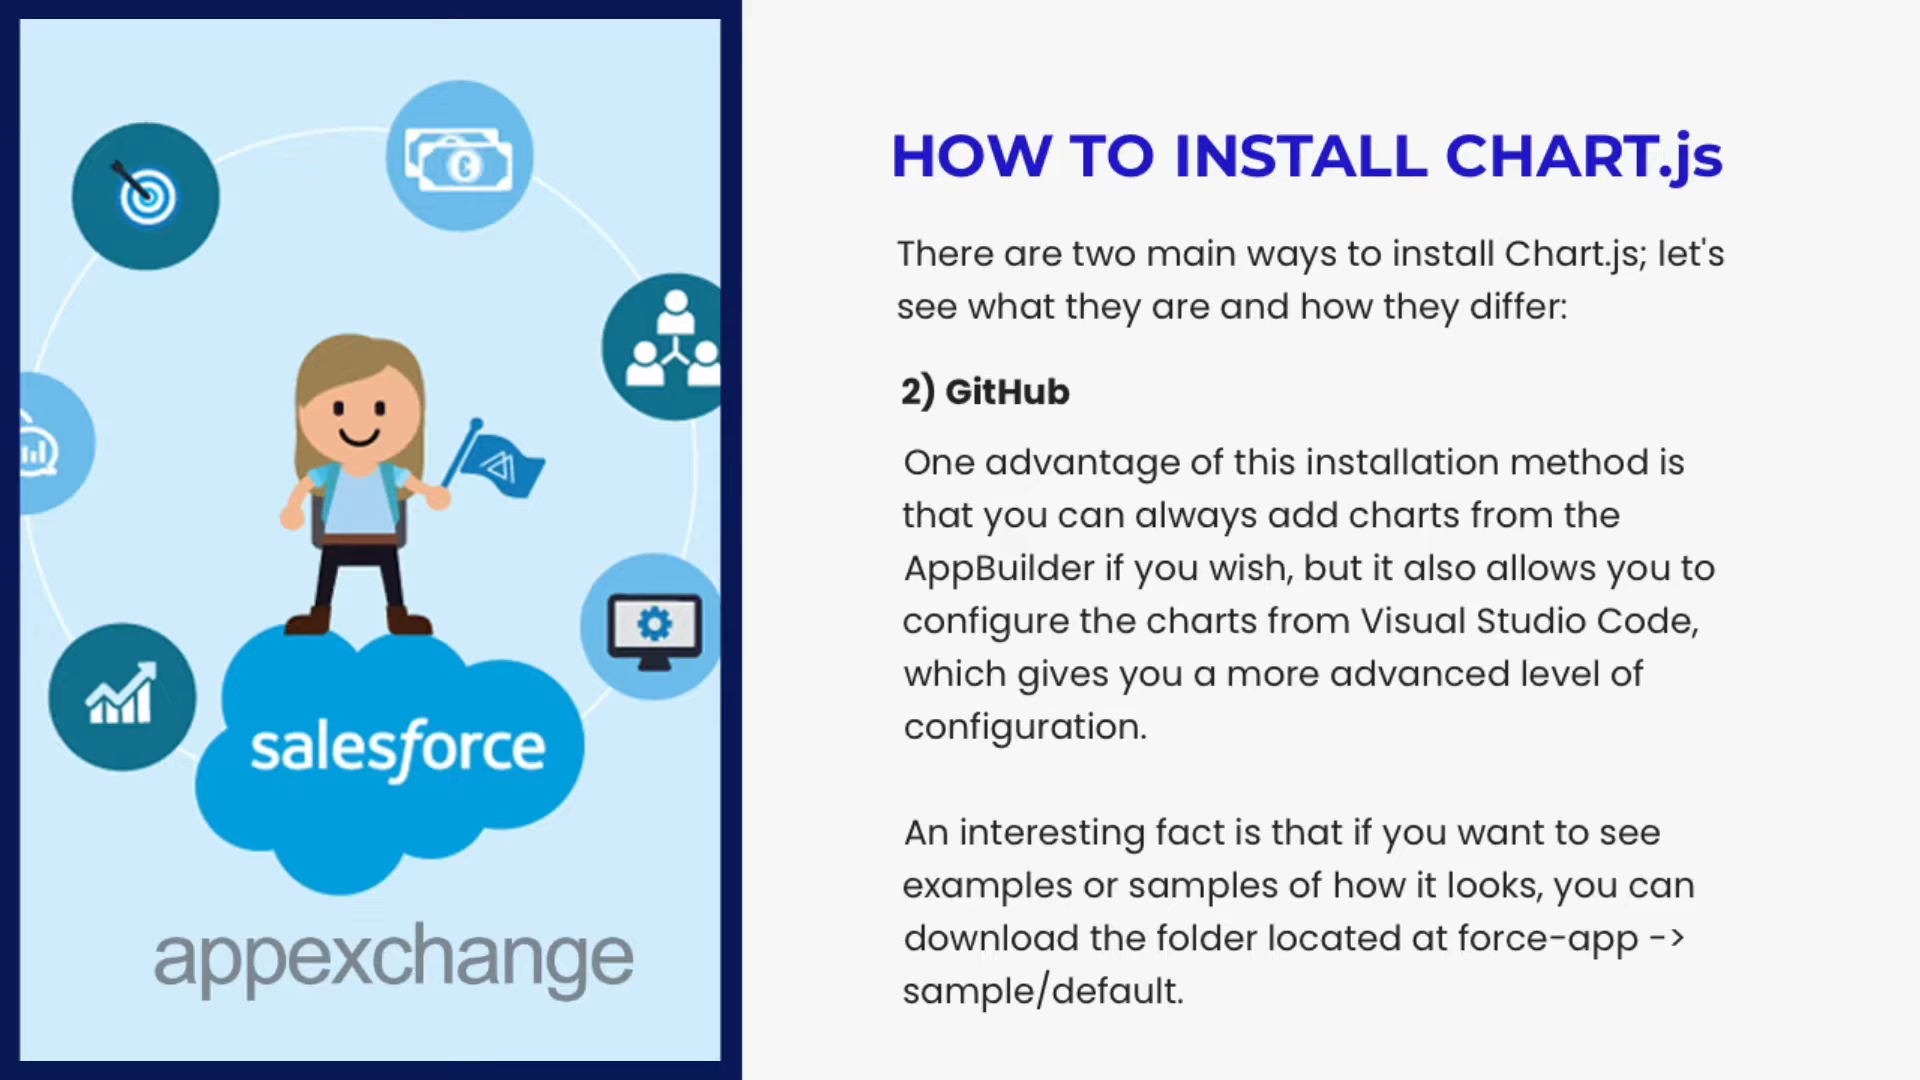 salesforce
appexchange
HOW TO INSTALL CHART.js
There are two main ways to install Chart.js; let's
see what they are and how they differ:
2) GitHub
One advantage of this installation method is
that you can always add charts from the
AppBuilder if you wish, but it also allows you to
configure the charts from Visual Studio Code,
which gives you a more advanced level of
configuration.
An interesting fact is that if you want to see
examples or samples of how it looks, you can
download the folder located at force-app ->
sample/default.